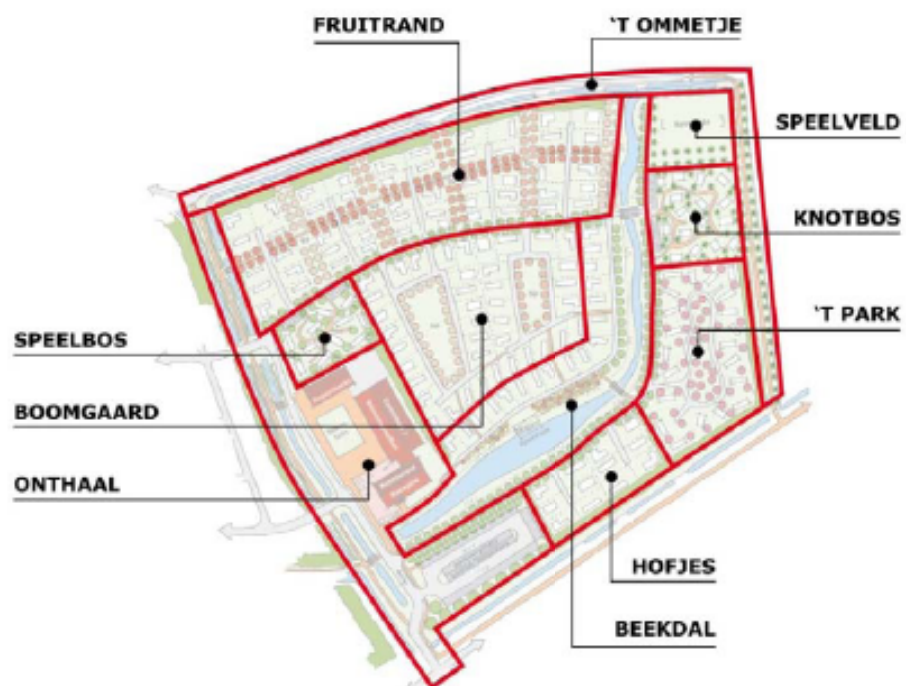 FRUITRAND
'T OMMETJE
SPEELVELD
KNOTBOS
'T PARK
SPEELBOS
BOOMGAARD
ONTHAAL
HOFJES
BEEKDAL